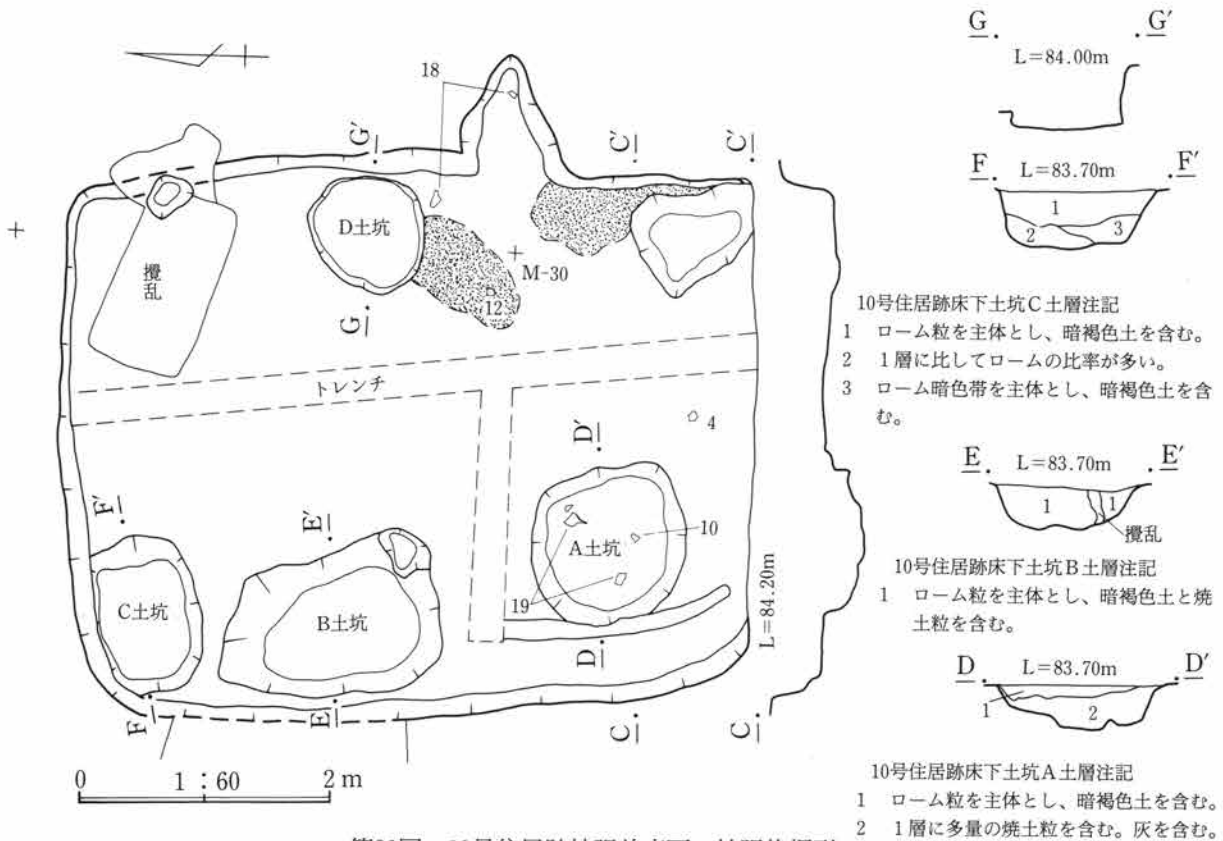 18
G'
C'
C'
D土坑
攪乱
M-30
12
G
トレンチ
4
D'
F'
E'
10
A土坑
C土坑
B土坑
19
L=84.20m
D
F
E
C
C
0 1：60 2 m
G G'
L=84.00m
F L=83.70m F'
1
2 3
10号住居跡床下土坑C土層注記
1 ローム粒を主体とし、暗褐色土を含む。
2 1層に比してロームの比率が多い。
3 ローム暗色帯を主体とし、暗褐色土を含
む。
E L=83.70m E'
1 1
攪乱
10号住居跡床下土坑B土層注記
1 ローム粒を主体とし、暗褐色土と焼
土粒を含む。
D L=83.70m D'
1 2
10号住居跡床下土坑A土層注記
1 ローム粒を主体とし、暗褐色土を含む。
2 1層に多量の焼土粒を含む。灰を含む。